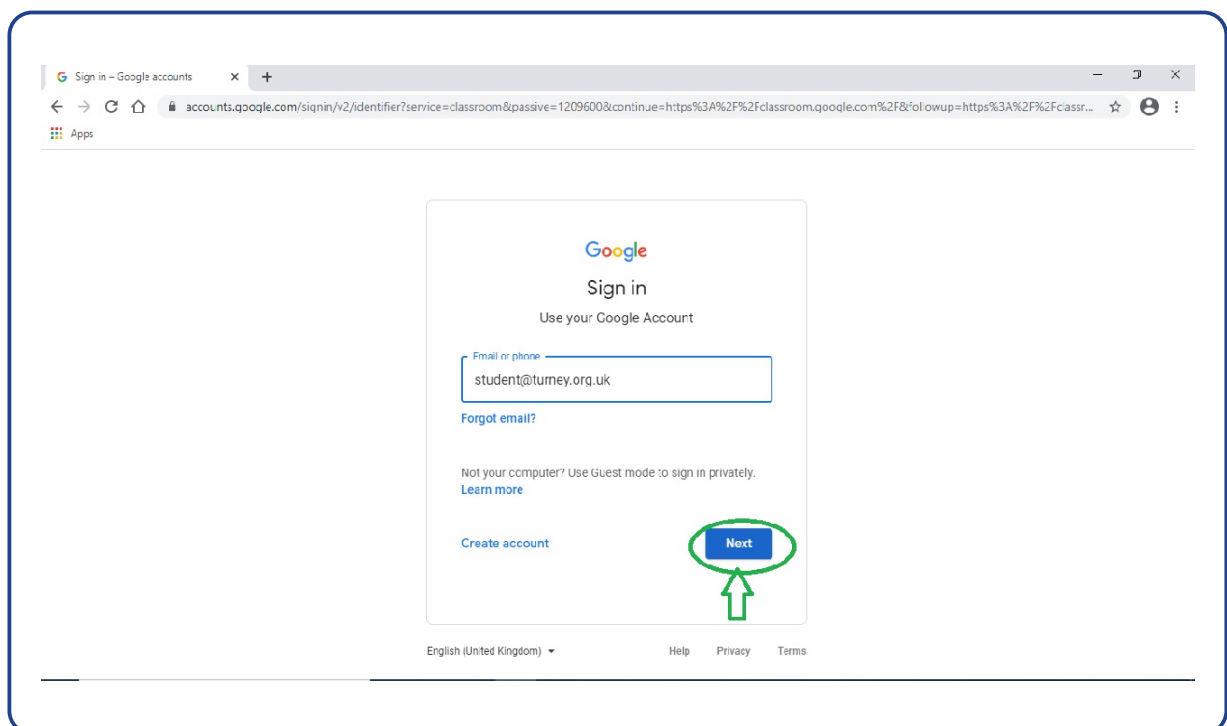 Sign in – Google accounts
accounts.google.com/signin/v2/identifier?service=classroom&passive=1209600&continue=https%3A%2F%2Fclassroom.google.com%2F&followup=https%3A%2F%2Fclassr...
Apps
Google
Sign in
Use your Google Account
Email or phone
student@turney.org.uk
Forgot email?
Not your computer? Use Guest mode to sign in privately.
Learn more
Create account
Next
English (United Kingdom)
Help Privacy Terms